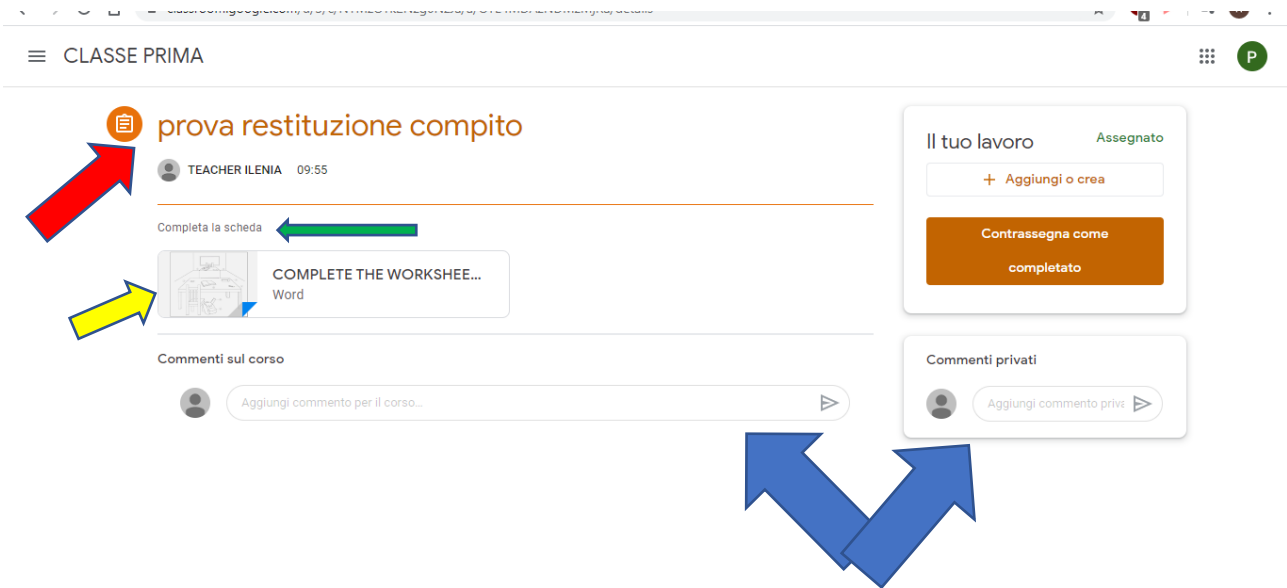 4
CLASSE PRIMA
P
prova restituzione compito
TEACHER ILENIA 09:55
Completa la scheda
COMPLETE THE WORKSHEE...
Word
Commenti sul corso
Aggiungi commento per il corso...
Il tuo lavoro
Assegnato
+ Aggiungi o crea
Contrassegna come
completato
Commenti privati
Aggiungi commento priva